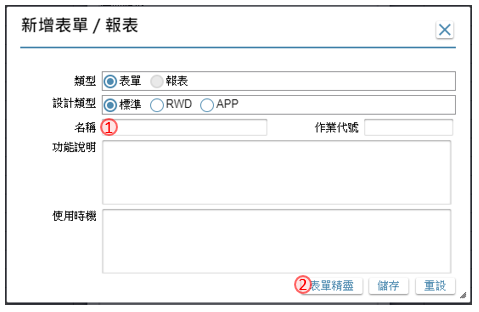 新增表單 / 報表
類型 表單 報表
設計類型 標準 RWD APP
名稱 1 作業代號
功能說明
使用時機
2 表單精靈 儲存 重設